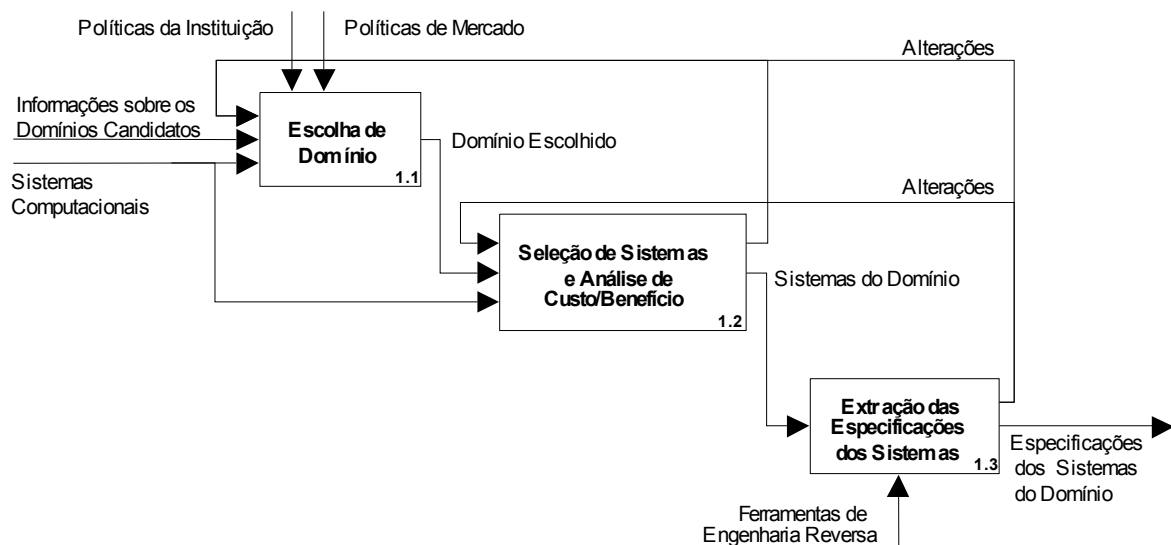 Políticas da Instituição
Políticas de Mercado
Alterações
Informações sobre os
Domínios Candidatos
Escolha de
Domínio
1.1
Domínio Escolhido
Sistemas
Computacionais
Alterações
Seleção de Sistemas
e Análise de
Custo/Benefício
1.2
Sistemas do Domínio
Extração das
Especificações
dos Sistemas
1.3
Especificações
dos Sistemas
do Domínio
Ferramentas de
Engenharia Reversa